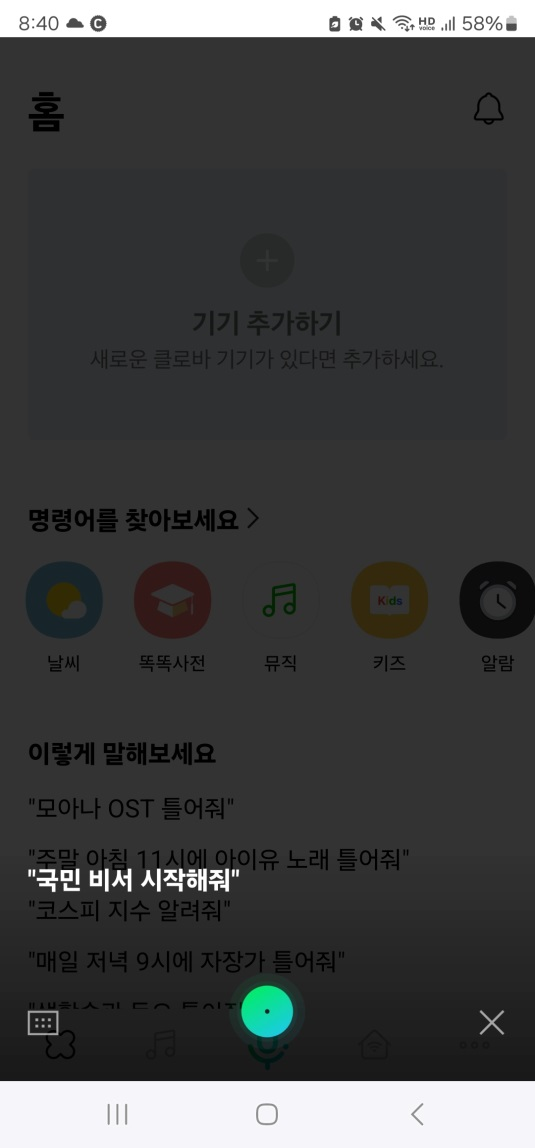 8:40
HD
voice
58%
홈
기기 추가하기
새로운 클로바 기기가 있다면 추가하세요.
명령어를 찾아보세요
Kids
날씨 똑똑사전 뮤직 키즈 알람
이렇게 말해보세요
"모아나 OST 틀어줘"
"주말 아침 11시에 아이유 노래 틀어줘"
"국민 비서 시작해줘"
"코스피 지수 알려줘"
"매일 저녁 9시에 자장가 틀어줘"